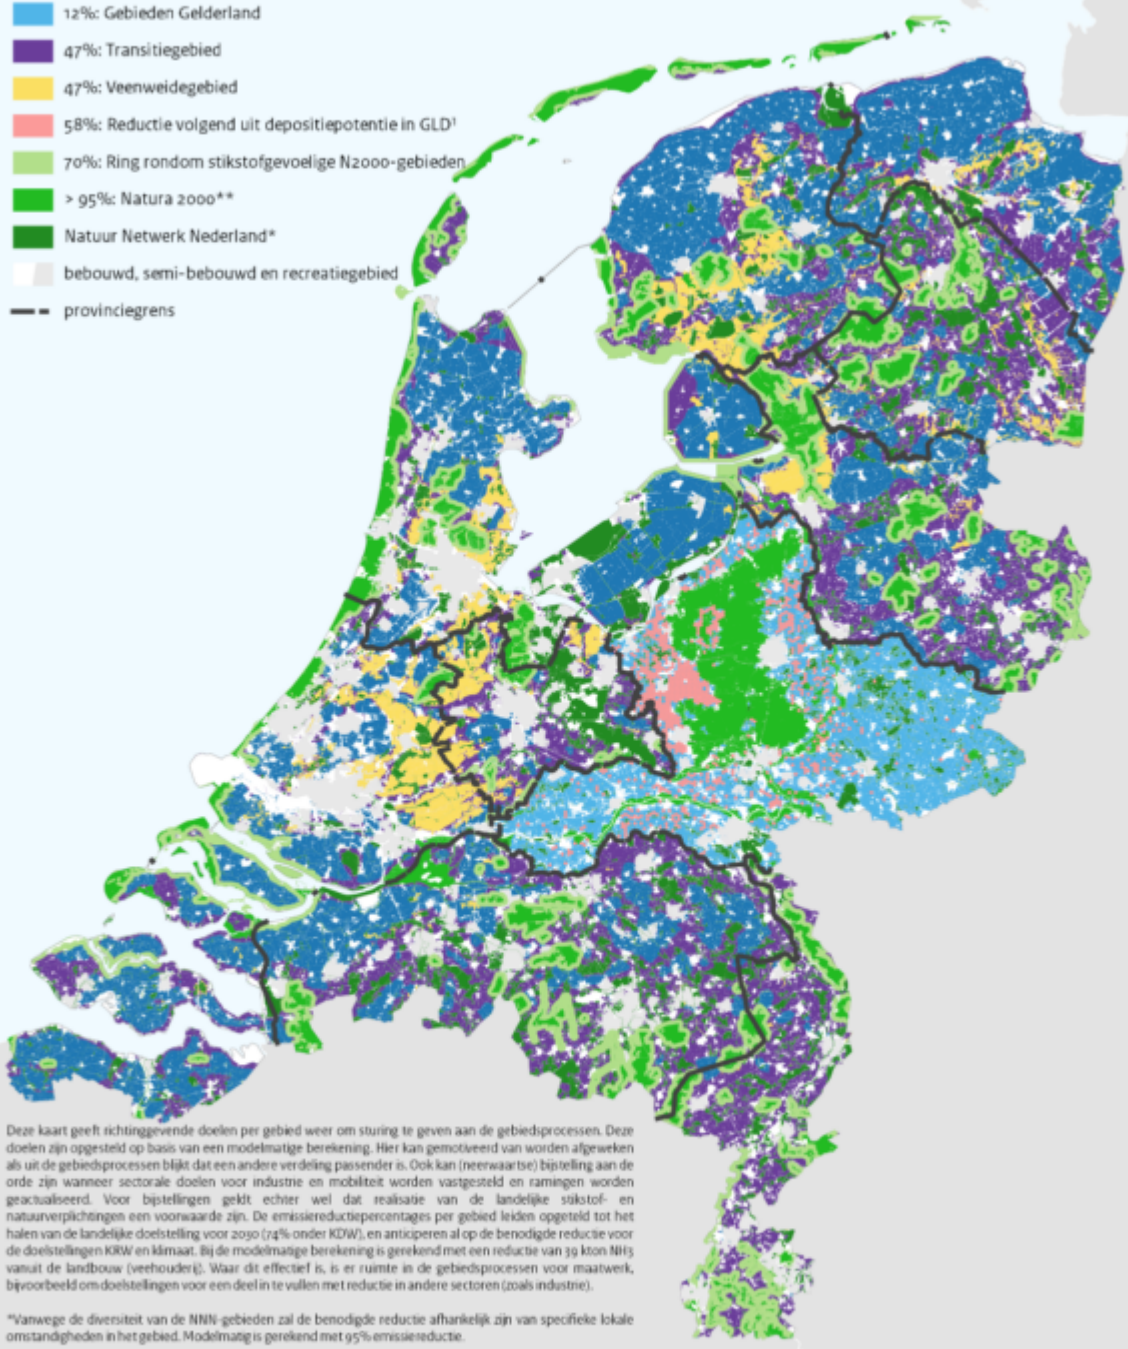 12%: Gebieden Gelderland
47%: Transitiegebied
47%: Veenweidegebied
58%: Reductie volgend uit depositiepotentie in GLD¹
70%: Ring rondom stikstofgevoelige N2000-gebieden
> 95%: Natura 2000**
Natuur Netwerk Nederland*
bebouwd, semi-bebouwd en recreatiegebied
provinciegrens
Deze kaart geeft richtinggevende doelen per gebied weer om sturing te geven aan de gebiedsprocessen. Deze
doelen zijn opgesteld op basis van een modelmatige berekening. Hier kan gemotiveerd van worden afgeweken
als uit de gebiedsprocessen blijkt dat een andere verdeling passender is. Ook kan (neerwaartse) bijstelling aan de
orde zijn wanneer sectorale doelen voor industrie en mobiliteit worden vastgesteld en ramingen worden
geactualiseerd. Voor bijstellingen geldt echter wel dat realisatie van de landelijke stikstof- en
natuurverplichtingen een voorwaarde zijn. De emissiereductiepercentages per gebied leiden opgeteld tot het
halen van de landelijke doelstelling voor 2030 (74% onder KDW), en anticiperen al op de benodigde reductie voor
de doelstellingen KRW en klimaat. Bij de modelmatige berekening is gerekend met een reductie van 39 kton NH3
vanuit de landbouw (veehouderij). Waar dit effectief is, is er ruimte in de gebiedsprocessen voor maatwerk,
bijvoorbeeld om doelstellingen voor een deel in te vullen met reductie in andere sectoren (zoals industrie).
*Vanwege de diversiteit van de NNN-gebieden zal de benodigde reductie afhankelijk zijn van specifieke lokale
omstandigheden in het gebied. Modelmatig is gerekend met 95% emissiereductie.